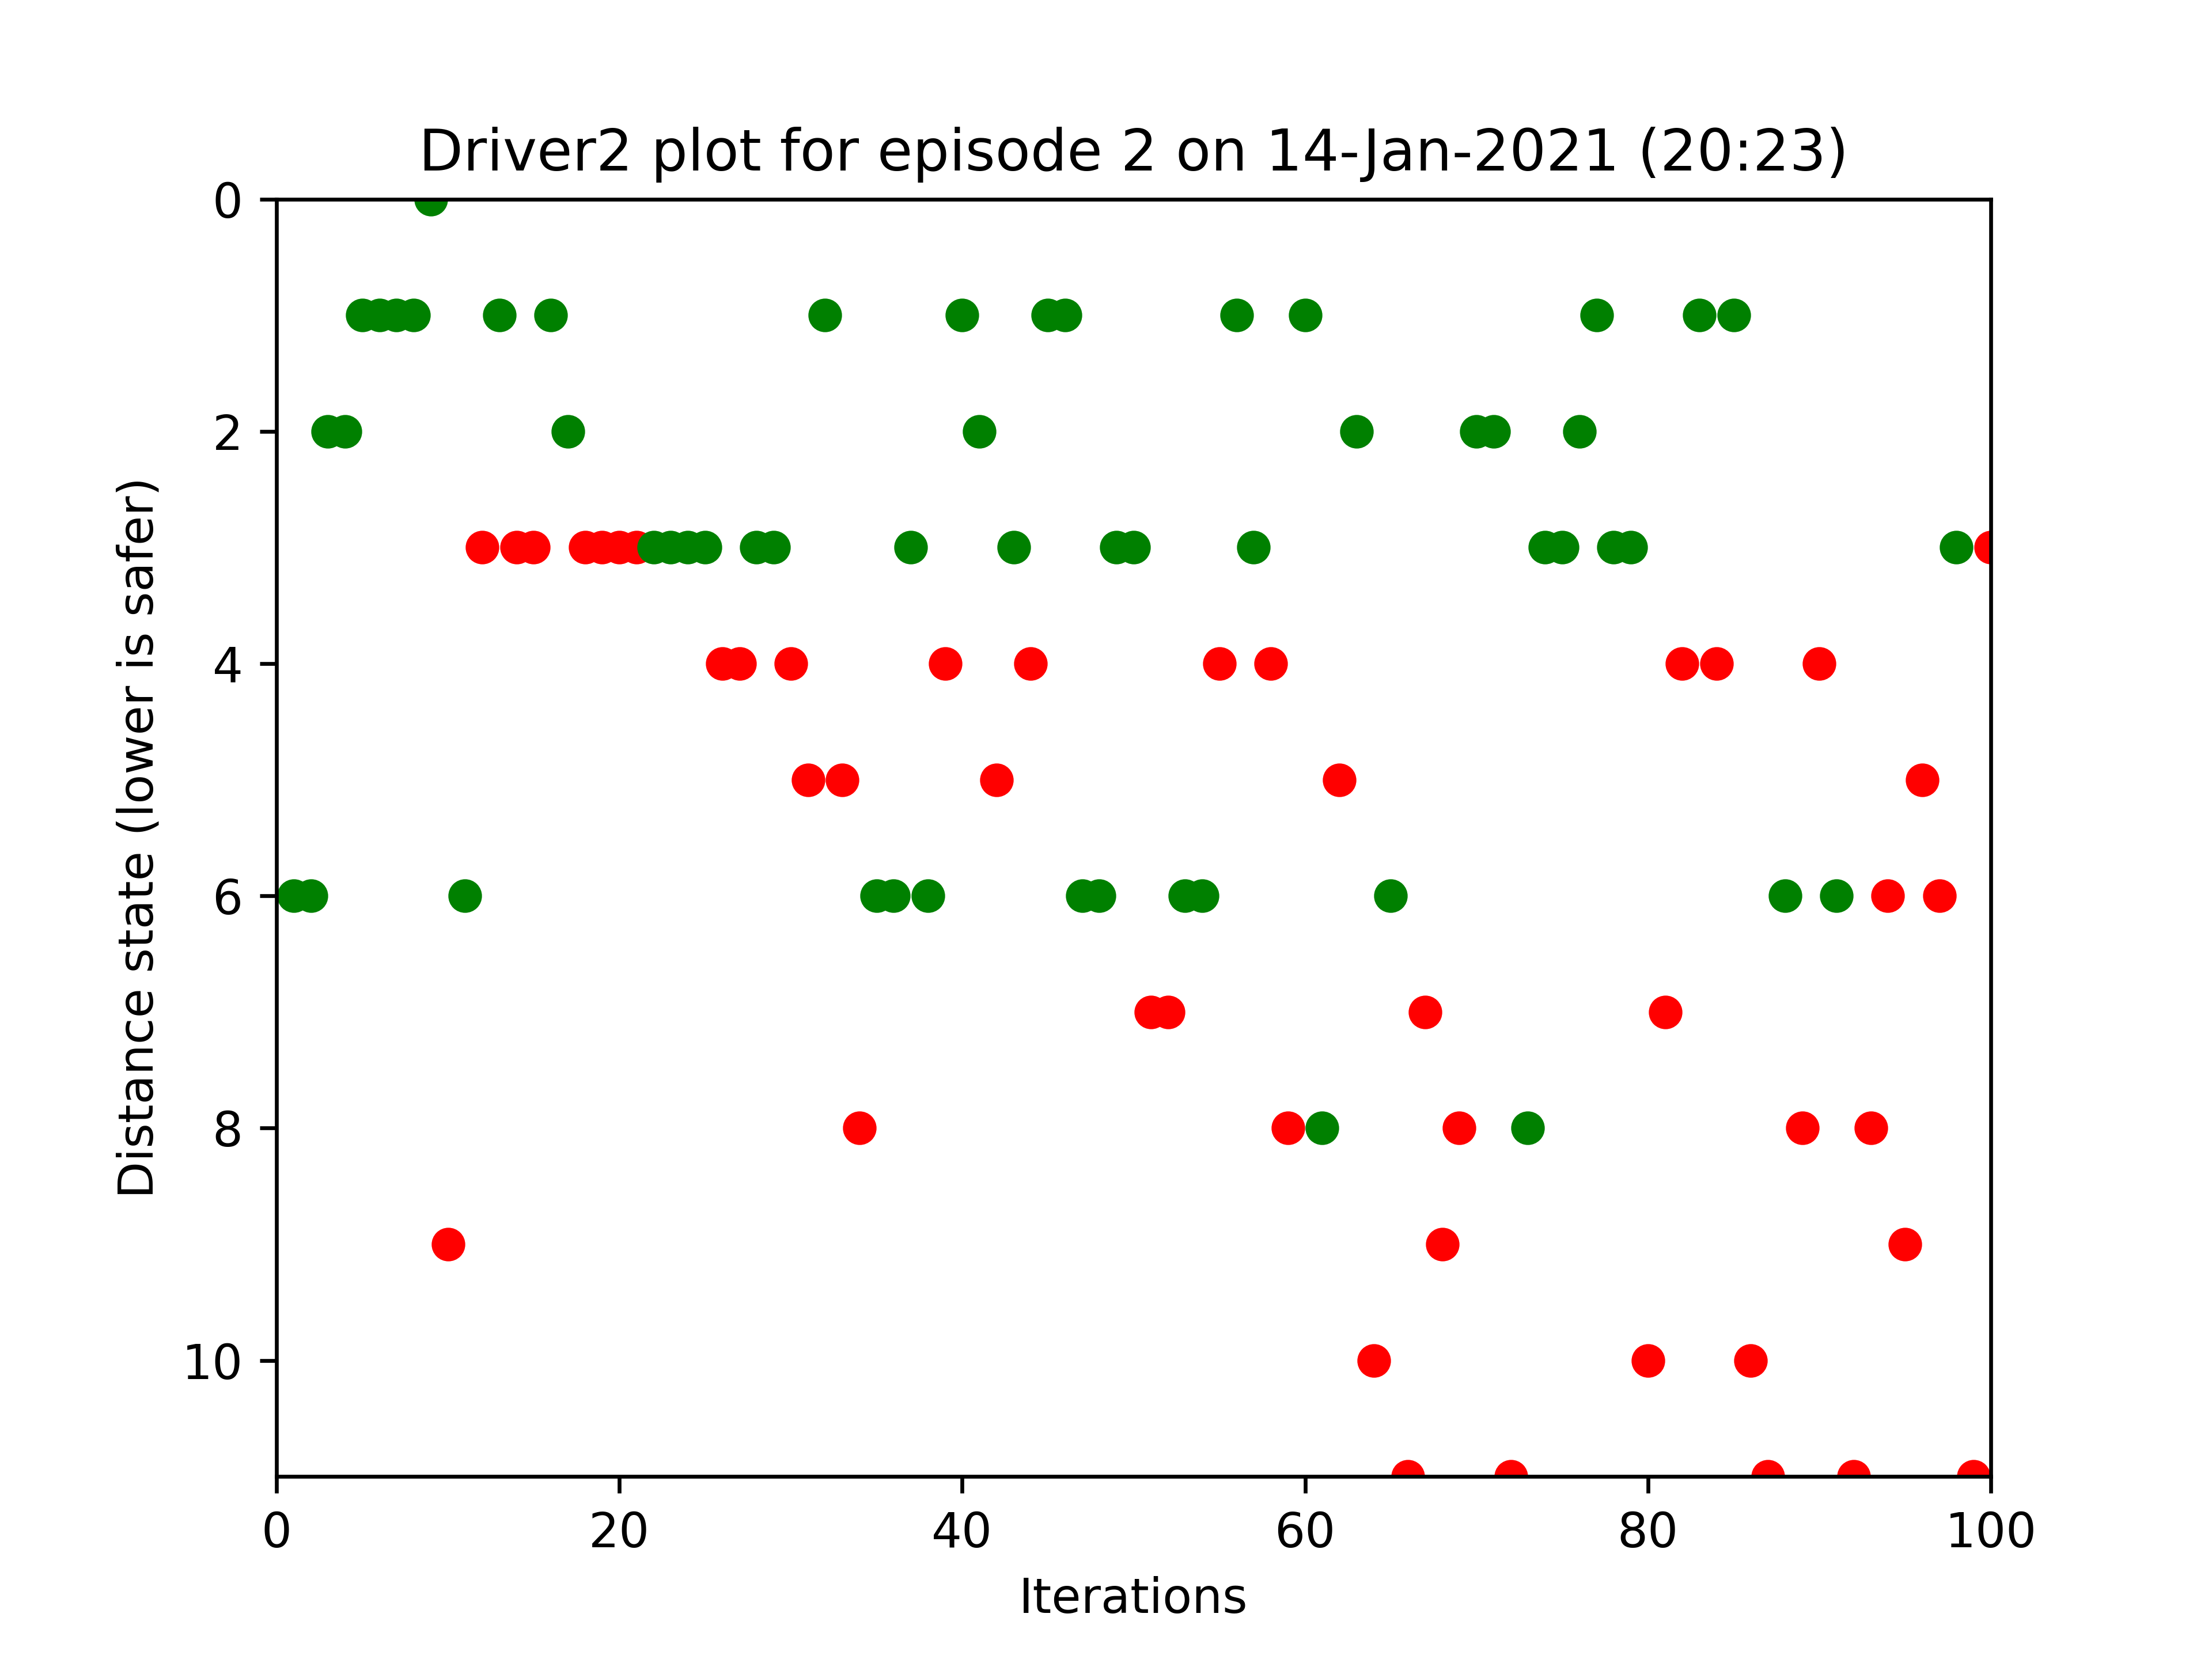 Driver2 plot for episode 2 on 14-Jan-2021 (20:23)
0
2
4
6
8
10
Distance state (lower is safer)
0 20 40 60 80 100
Iterations